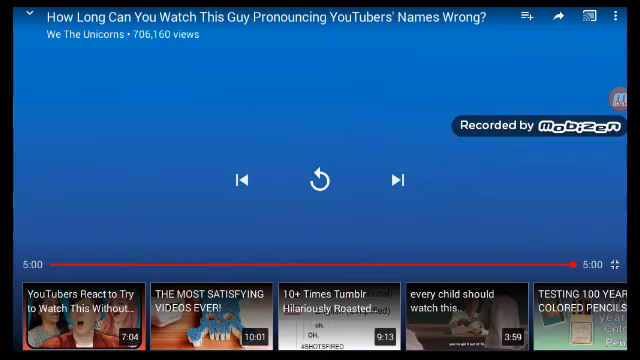 How Long Can You Watch This Guy Pronouncing YouTubers' Names Wrong?
We The Unicorns • 706,160 views
Recorded by MOBIZEN
5:00
5:00
YouTubers React to Try
to Watch This Without...
7:04
THE MOST SATISFYING
VIDEOS EVER!
10:01
10+ Times Tumblr
Hilariously Roasted...
oh.
OH.
#SHOTSFIRED
9:13
every child should
watch this...
3:59
TESTING 100 YEAR
COLORED PENCILS